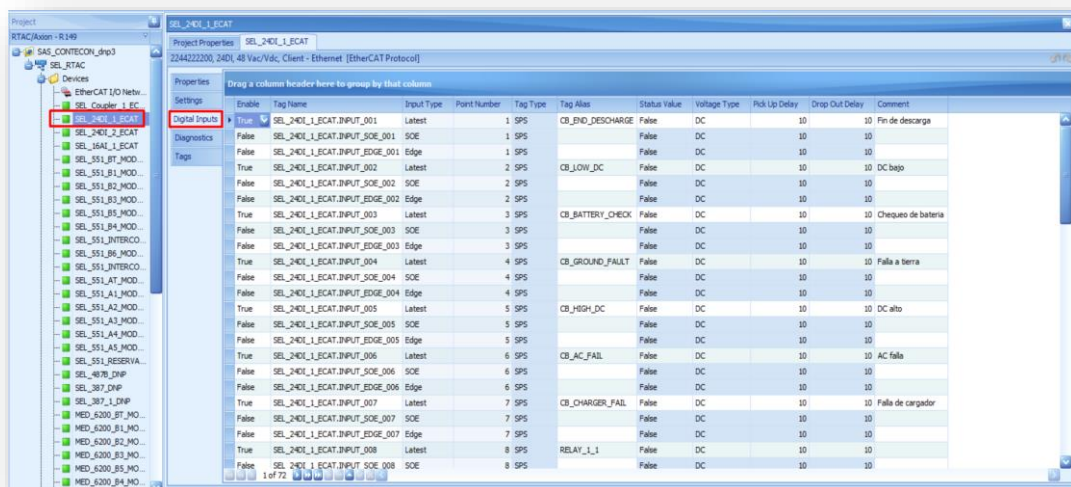 Project
RTAC/Axion - R149
SAS_CONTECON_dnp3
SEL_RTAC
Devices
EtherCAT I/O Netw...
SEL_Coupler_1_EC...
SEL_24DI_1_ECAT
SEL_24DI_2_ECAT
SEL_16AI_1_ECAT
SEL_551_BT_MOD...
SEL_551_B1_MOD...
SEL_551_B2_MOD...
SEL_551_B3_MOD...
SEL_551_B5_MOD...
SEL_551_B4_MOD...
SEL_551_INTERCO...
SEL_551_B6_MOD...
SEL_551_INTERCO...
SEL_551_AT_MOD...
SEL_551_A1_MOD...
SEL_551_A2_MOD...
SEL_551_A3_MOD...
SEL_551_A4_MOD...
SEL_551_A5_MOD...
SEL_551_RESERVA...
SEL_487B_DNP
SEL_387_DNP
SEL_387_1_DNP
MED_6200_BT_MO...
MED_6200_B1_MO...
MED_6200_B2_MO...
MED_6200_B3_MO...
MED_6200_B5_MO...
MED_6200_B4_MO...
SEL_24DI_1_ECAT
Project Properties SEL_24DI_1_ECAT
2244222200, 24DI, 48 Vac/Vdc, Client - Ethernet [EtherCAT Protocol]
Properties
Settings
Digital Inputs
Diagnostics
Tags
Drag a column header here to group by that column
Enable Tag Name Input Type Point Number Tag Type Tag Alias Status Value Voltage Type Pick Up Delay Drop Out Delay Comment
True SEL_24DI_1_ECAT.INPUT_001 Latest 1 SPS CB_END_DESCHARGE False DC 10 10 Fin de descarga
False SEL_24DI_1_ECAT.INPUT_SOE_001 SOE 1 SPS False DC 10 10
False SEL_24DI_1_ECAT.INPUT_EDGE_001 Edge 1 SPS False DC 10 10
True SEL_24DI_1_ECAT.INPUT_002 Latest 2 SPS CB_LOW_DC False DC 10 10 DC bajo
False SEL_24DI_1_ECAT.INPUT_SOE_002 SOE 2 SPS False DC 10 10
False SEL_24DI_1_ECAT.INPUT_EDGE_002 Edge 2 SPS False DC 10 10
True SEL_24DI_1_ECAT.INPUT_003 Latest 3 SPS CB_BATTERY_CHECK False DC 10 10 Chequeo de bateria
False SEL_24DI_1_ECAT.INPUT_SOE_003 SOE 3 SPS False DC 10 10
False SEL_24DI_1_ECAT.INPUT_EDGE_003 Edge 3 SPS False DC 10 10
True SEL_24DI_1_ECAT.INPUT_004 Latest 4 SPS CB_GROUND_FAULT False DC 10 10 Falla a tierra
False SEL_24DI_1_ECAT.INPUT_SOE_004 SOE 4 SPS False DC 10 10
False SEL_24DI_1_ECAT.INPUT_EDGE_004 Edge 4 SPS False DC 10 10
True SEL_24DI_1_ECAT.INPUT_005 Latest 5 SPS CB_HIGH_DC False DC 10 10 DC alto
False SEL_24DI_1_ECAT.INPUT_SOE_005 SOE 5 SPS False DC 10 10
False SEL_24DI_1_ECAT.INPUT_EDGE_005 Edge 5 SPS False DC 10 10
True SEL_24DI_1_ECAT.INPUT_006 Latest 6 SPS CB_AC_FAIL False DC 10 10 AC falla
False SEL_24DI_1_ECAT.INPUT_SOE_006 SOE 6 SPS False DC 10 10
False SEL_24DI_1_ECAT.INPUT_EDGE_006 Edge 6 SPS False DC 10 10
True SEL_24DI_1_ECAT.INPUT_007 Latest 7 SPS CB_CHARGER_FAIL False DC 10 10 Falla de cargador
False SEL_24DI_1_ECAT.INPUT_SOE_007 SOE 7 SPS False DC 10 10
False SEL_24DI_1_ECAT.INPUT_EDGE_007 Edge 7 SPS False DC 10 10
True SEL_24DI_1_ECAT.INPUT_008 Latest 8 SPS RELAY_1_1 False DC 10 10
False SEL_24DI_1_ECAT.INPUT_SOE_008 SOE 8 SPS False DC 10 10
1 of 72